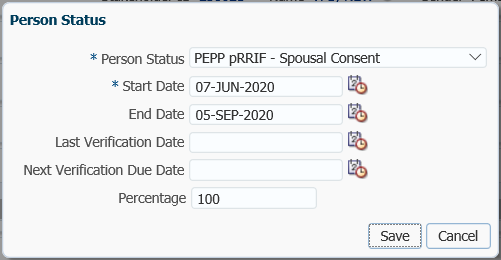 Person Status
* Person Status PEPP pRRIF - Spousal Consent
* Start Date 07-JUN-2020
End Date 05-SEP-2020
Last Verification Date
Next Verification Due Date
Percentage 100
Save Cancel